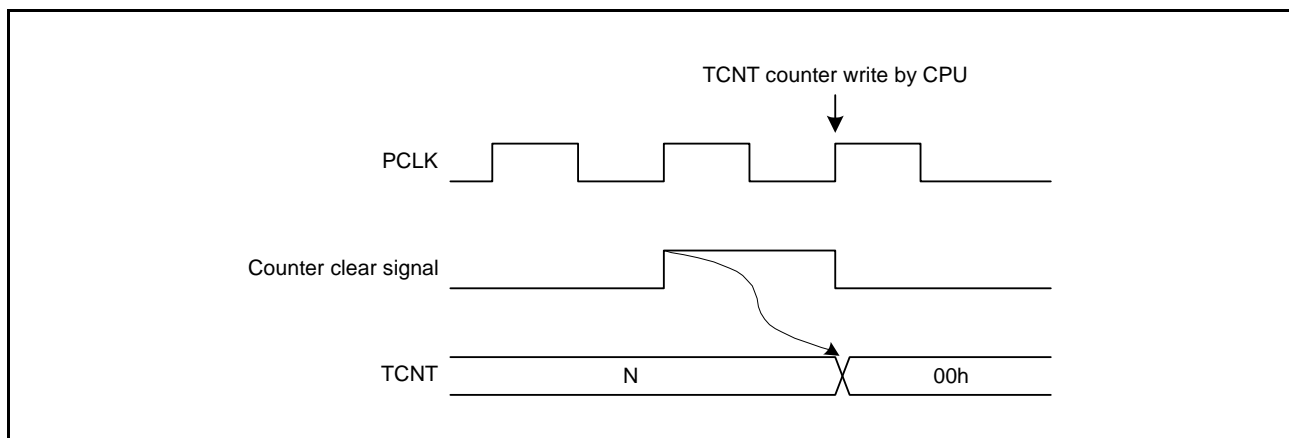 TCNT counter write by CPU
PCLK
Counter clear signal
TCNT
N
00h